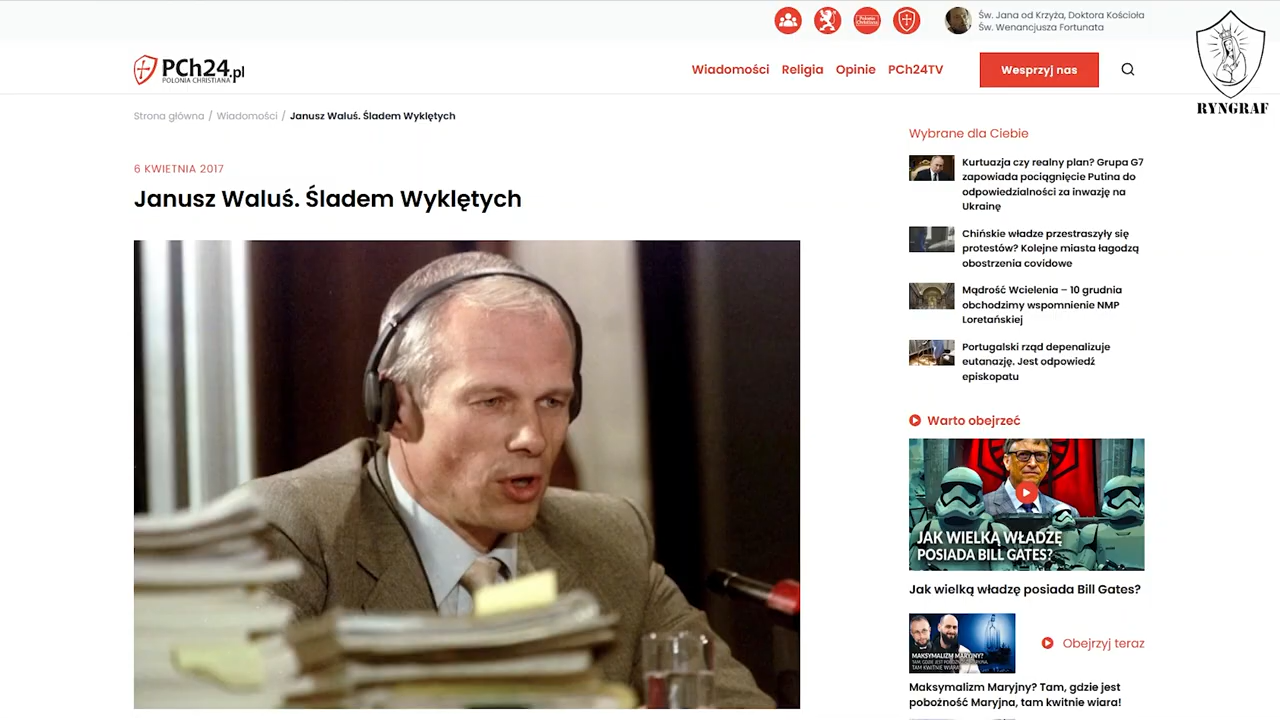 Św. Jana od Krzyża, Doktora Kościoła
Św. Wenancjusza Fortunata
PCh24.pl
POLONIA CHRISTIANA
Wiadomości
Religia
Opinie
PCh24TV
Wesprzyj nas
RYNGRAF
Strona główna / Wiadomości / Janusz Waluś. Śladem Wyklętych
6 KWIETNIA 2017
Janusz Waluś. Śladem Wyklętych
Wybrane dla Ciebie
Kurtuazja czy realny plan? Grupa G7
zapowiada pociągnięcie Putina do
odpowiedzialności za inwazję na
Ukrainę
Chińskie władze przestraszyły się
protestów? Kolejne miasta łagodzą
obostrzenia covidowe
Mądrość Wcielenia – 10 grudnia
obchodzimy wspomnienie NMP
Loretańskiej
Portugalski rząd depenalizuje
eutanazję. Jest odpowiedź
episkopatu
Warto obejrzeć
JAK WIELKĄ WŁADZĘ
POSIADA BILL GATES?
Jak wielką władzę posiada Bill Gates?
MAKSYMALIZM MARYJNY?
TAM KWITNIE WIARA!
Obejrzyj teraz
Maksymalizm Maryjny? Tam, gdzie jest
pobożność Maryjna, tam kwitnie wiara!